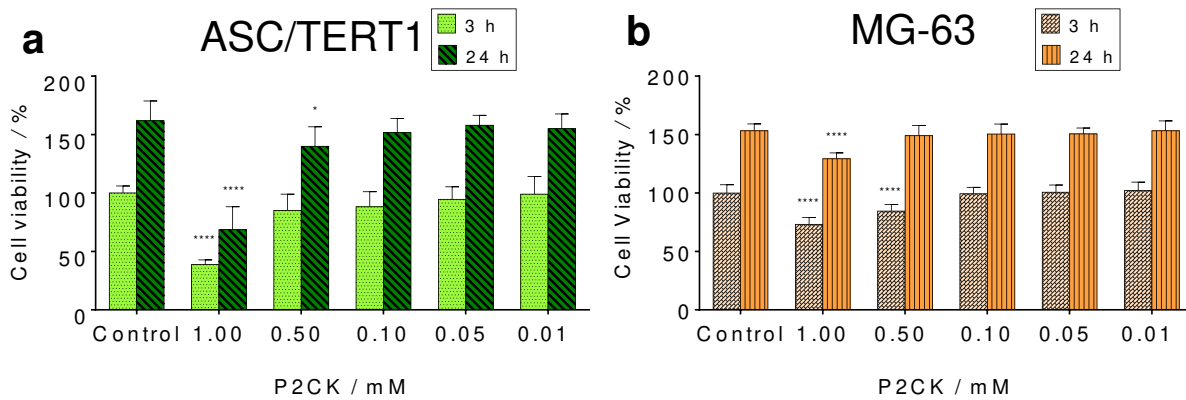 a
ASC/TERT1
3 h
24 h
Cell viability / %
200
150
100
50
0
*
****
****
Control 1.00 0.50 0.10 0.05 0.01
P2CK / mM
b
MG-63
3 h
24 h
Cell Viability / %
200
150
100
50
0
****
****
****
Control 1.00 0.50 0.10 0.05 0.01
P2CK / mM